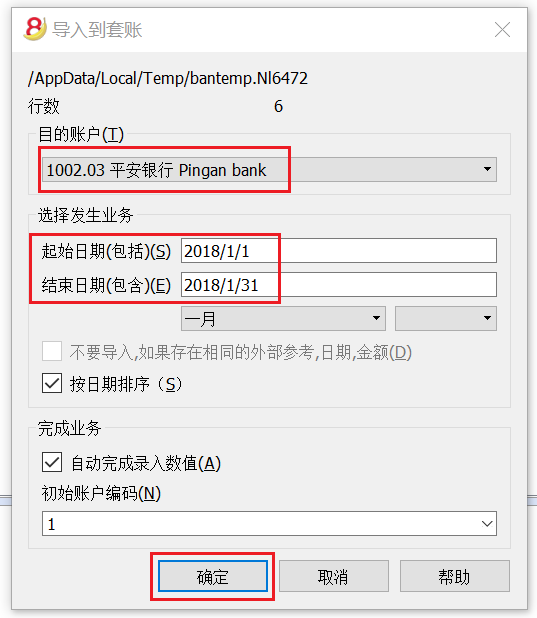 导入到套账
/AppData/Local/Temp/bantemp.Nl6472
行数 6
目的账户(T)
1002.03 平安银行 Pingan bank
选择发生业务
起始日期(包括)(S) 2018/1/1
结束日期(包含)(E) 2018/1/31
一月
不要导入,如果存在相同的外部参考,日期,金额(D)
按日期排序（S）
完成业务
自动完成录入数值(A)
初始账户编码(N)
1
确定 取消 帮助